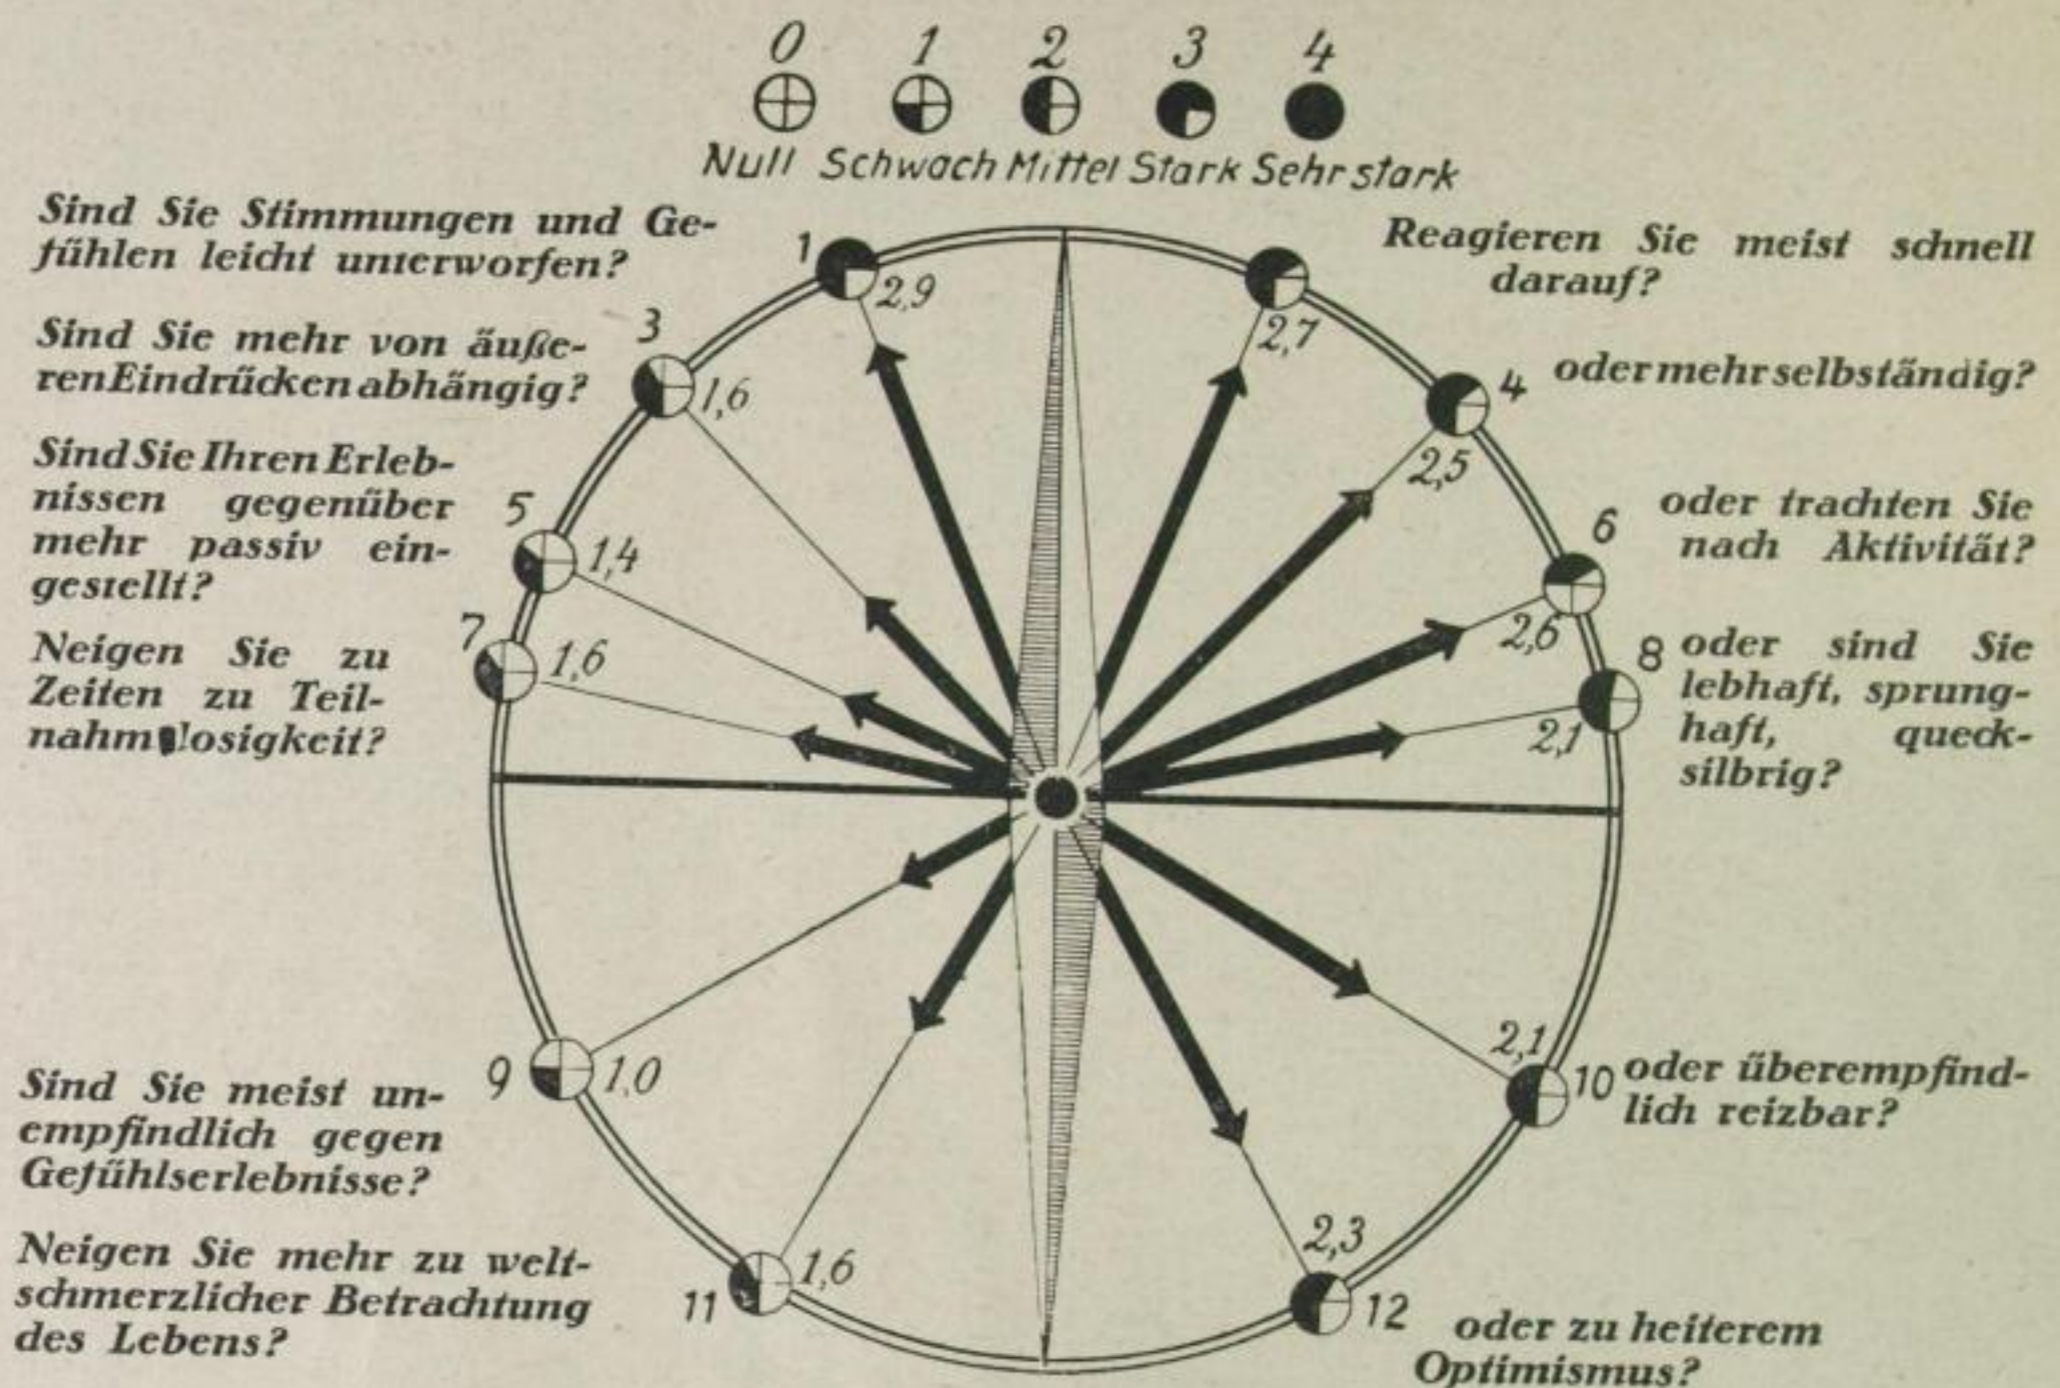 0 1 2 3 4
Null Schwach Mittel Stark Sehr stark
Sind Sie Stimmungen und Ge-
fühlen leicht unterworfen?
1
2,9
Reagieren Sie meist schnell
darauf?
2,7
Sind Sie mehr von äuße-
ren Eindrücken abhängig?
3
1,6
4
oder mehr selbständig?
2,5
Sind Sie Ihren Erleb-
nissen gegenüber
mehr passiv ein-
gestellt?
5
1,4
6
oder trachten Sie
nach Aktivität?
2,6
Neigen Sie zu
Zeiten zu Teil-
nahmslosigkeit?
7
1,6
8
oder sind Sie
lebhaft, sprung-
haft, queck-
silbrig?
2,1
Sind Sie meist un-
empfindlich gegen
Gefühlserlebnisse?
9
1,0
2,1
10
oder überempfind-
lich reizbar?
Neigen Sie mehr zu welt-
schmerzlicher Betrachtung
des Lebens?
11
1,6
2,3
12
oder zu heiterem
Optimismus?